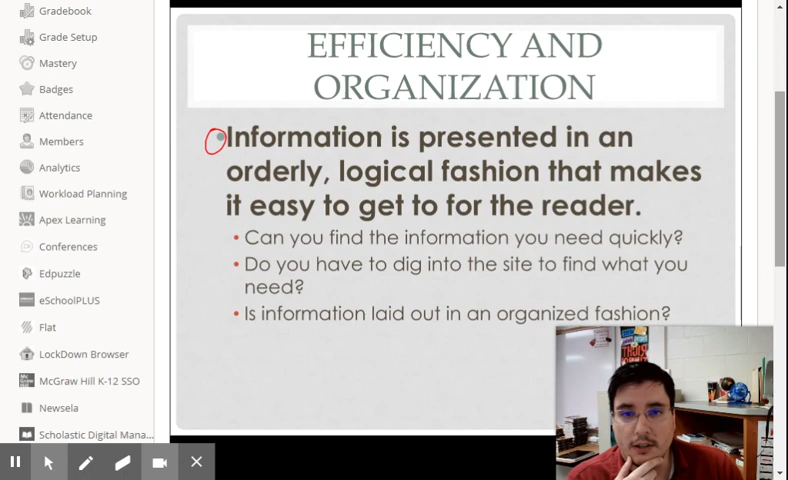 Gradebook
Grade Setup
Mastery
Badges
Attendance
Members
Analytics
Workload Planning
Apex Learning
Conferences
Edpuzzle
eSchoolPLUS
Flat
LockDown Browser
McGraw Hill K-12 SSO
Newsela
Scholastic Digital Mana...
EFFICIENCY AND
ORGANIZATION
Information is presented in an
orderly, logical fashion that makes
it easy to get to for the reader.
• Can you find the information you need quickly?
• Do you have to dig into the site to find what you
need?
• Is information laid out in an organized fashion?